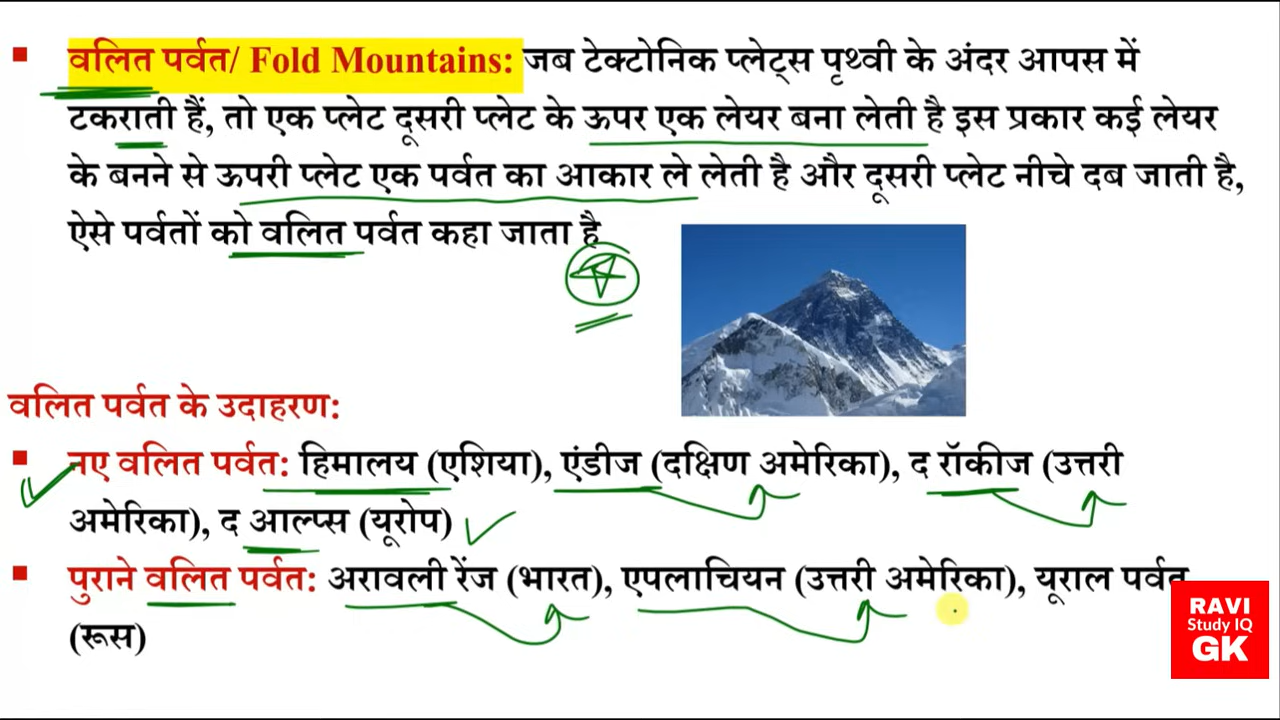 ▪ वलित पर्वत/ Fold Mountains: जब टेक्टोनिक प्लेट्स पृथ्वी के अंदर आपस में
टकराती हैं, तो एक प्लेट दूसरी प्लेट के ऊपर एक लेयर बना लेती है इस प्रकार कई लेयर
के बनने से ऊपरी प्लेट एक पर्वत का आकार ले लेती है और दूसरी प्लेट नीचे दब जाती है,
ऐसे पर्वतों को वलित पर्वत कहा जाता है
वलित पर्वत के उदाहरण:
▪ नए वलित पर्वत: हिमालय (एशिया), एंडीज (दक्षिण अमेरिका), द रॉकीज (उत्तरी
अमेरिका), द आल्प्स (यूरोप)
▪ पुराने वलित पर्वत: अरावली रेंज (भारत), एपलाचियन (उत्तरी अमेरिका), यूराल पर्वत
(रूस)
RAVI
Study IQ
GK